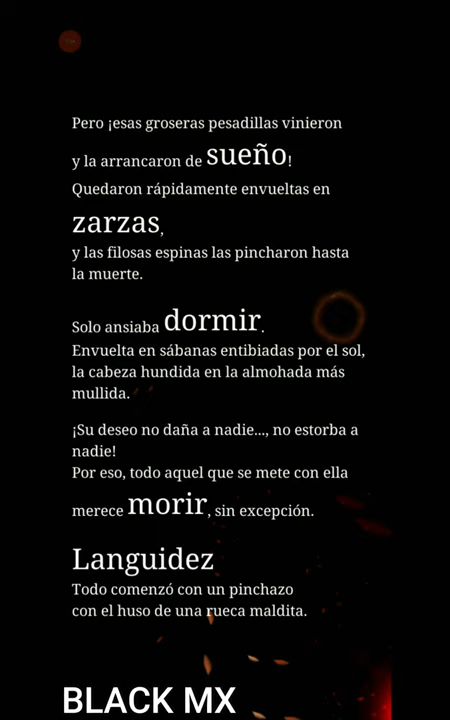 Pero ¡esas groseras pesadillas vinieron
y la arrancaron de sueño!
Quedaron rápidamente envueltas en
zarzas,
y las filosas espinas las pincharon hasta
la muerte.
Solo ansiaba dormir.
Envuelta en sábanas entibiadas por el sol,
la cabeza hundida en la almohada más
mullida.
¡Su deseo no daña a nadie..., no estorba a
nadie!
Por eso, todo aquel que se mete con ella
merece morir, sin excepción.
Languidez
Todo comenzó con un pinchazo
con el huso de una rueca maldita.
BLACK MX